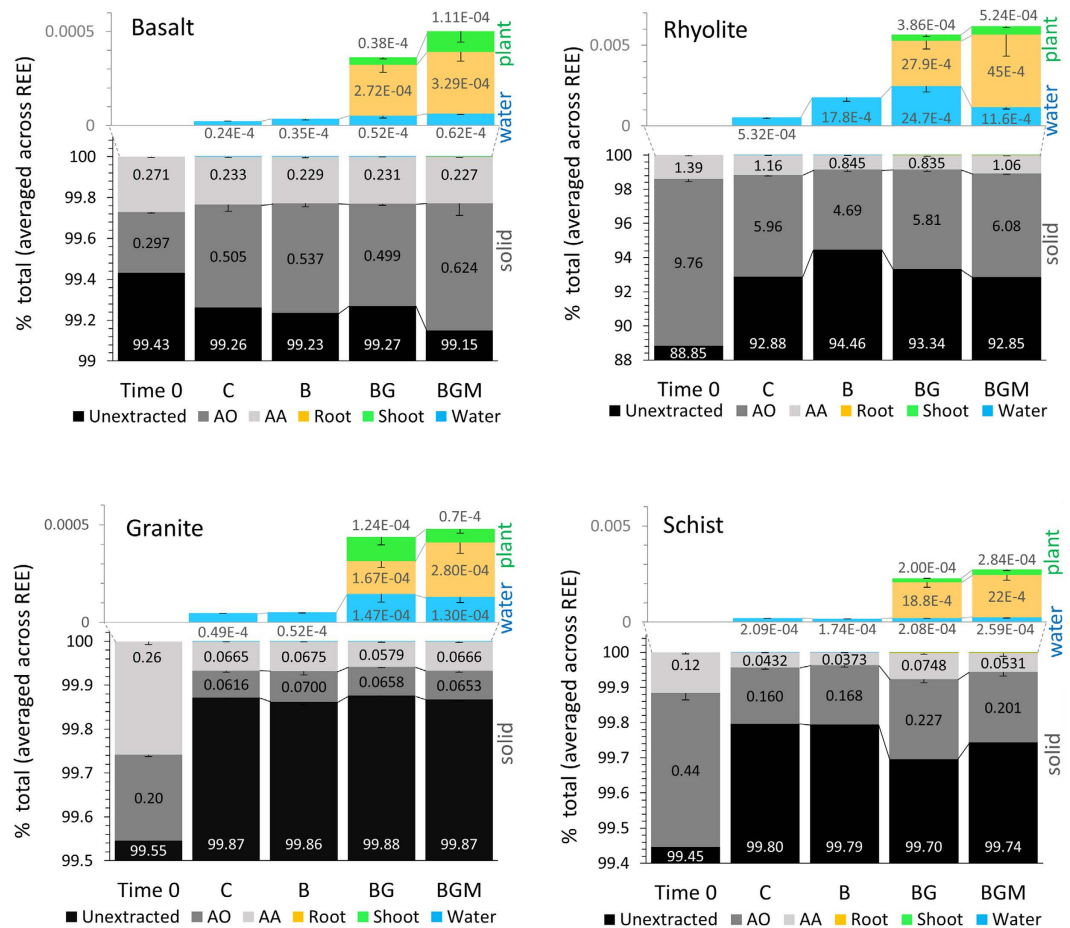 Basalt
% total (averaged across REE)
0.0005
0
0.38E-4
1.11E-04
2.72E-04
3.29E-04
0.24E-4
0.35E-4
0.52E-4
0.62E-4
plant
water
solid
100
99.8
99.6
99.4
99.2
99
0.271
0.233
0.229
0.231
0.227
0.297
0.505
0.537
0.499
0.624
99.43
99.26
99.23
99.27
99.15
Time 0 C B BG BGM
Unextracted AO AA Root Shoot Water
Rhyolite
% total (averaged across REE)
0.005
0
3.86E-04
5.24E-04
27.9E-4
45E-4
5.32E-04
17.8E-4
24.7E-4
11.6E-4
plant
water
solid
100
98
96
94
92
90
88
1.39
1.16
0.845
0.835
1.06
9.76
5.96
4.69
5.81
6.08
88.85
92.88
94.46
93.34
92.85
Time 0 C B BG BGM
Unextracted AO AA Root Shoot Water
Granite
% total (averaged across REE)
0.0005
0
1.24E-04
0.7E-4
1.67E-04
2.80E-04
0.49E-4
0.52E-4
1.47E-04
1.30E-04
plant
water
solid
100
99.9
99.8
99.7
99.6
99.5
0.26
0.0665
0.0675
0.0579
0.0666
0.20
0.0616
0.0700
0.0658
0.0653
99.55
99.87
99.86
99.88
99.87
Time 0 C B BG BGM
Unextracted AO AA Root Shoot Water
Schist
% total (averaged across REE)
0.005
0
2.00E-04
2.84E-04
18.8E-4
22E-4
2.09E-04
1.74E-04
2.08E-04
2.59E-04
plant
water
solid
100
99.9
99.8
99.7
99.6
99.5
99.4
0.12
0.0432
0.0373
0.0748
0.0531
0.44
0.160
0.168
0.227
0.201
99.45
99.80
99.79
99.70
99.74
Time 0 C B BG BGM
Unextracted AO AA Root Shoot Water